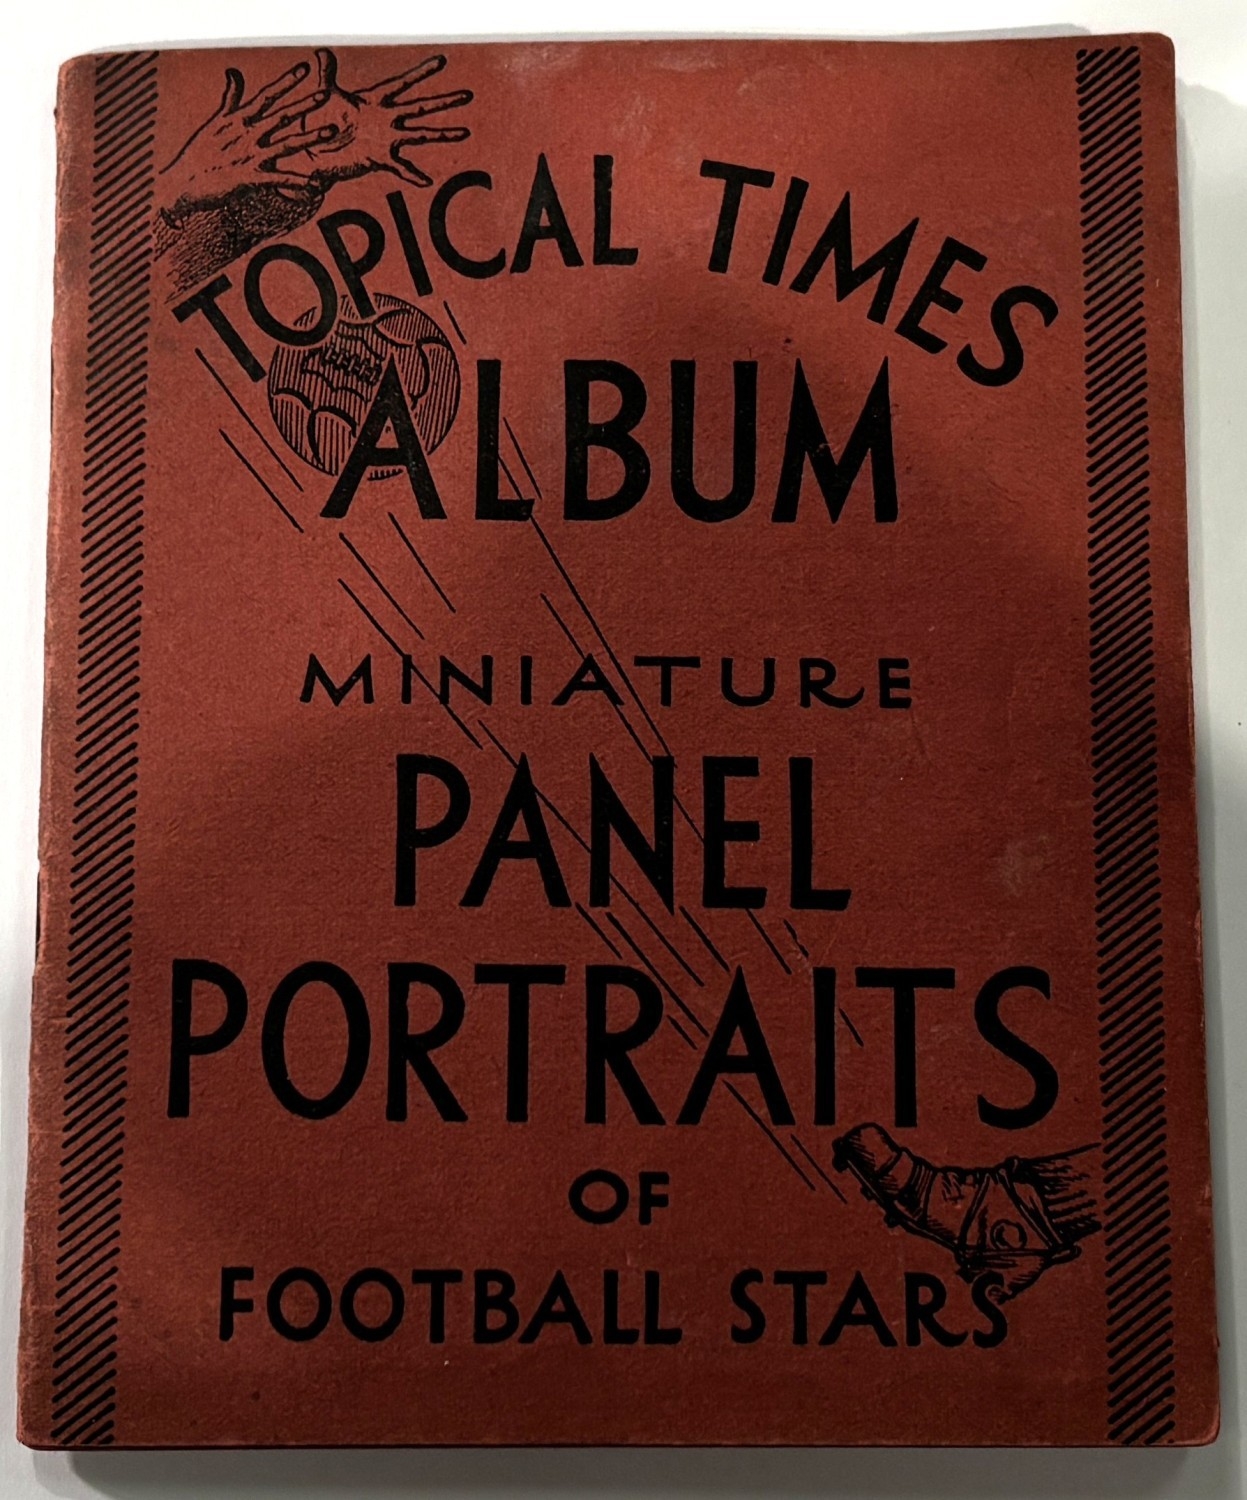 TOPICAL TIMES
ALBUM
MINIATURE
PANEL
PORTRAITS
OF
FOOTBALL STARS